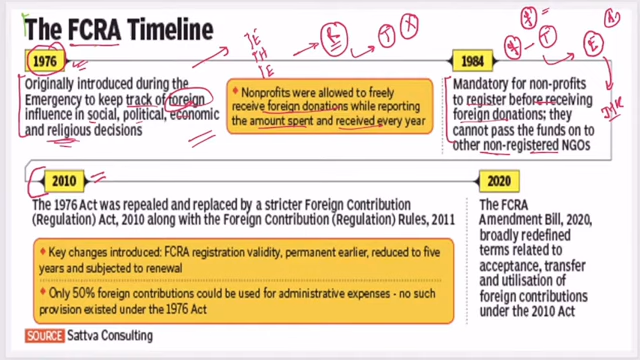 The FCRA Timeline
1976
Originally introduced during the
Emergency to keep track of foreign
influence in social, political, economic
and religious decisions
Nonprofits were allowed to freely
receive foreign donations while reporting
the amount spent and received every year
1984
Mandatory for non-profits
to register before receiving
foreign donations; they
cannot pass the funds on to
other non-registered NGOs
2010
The 1976 Act was repealed and replaced by a stricter Foreign Contribution
(Regulation) Act, 2010 along with the Foreign Contribution (Regulation) Rules, 2011
Key changes introduced: FCRA registration validity, permanent earlier, reduced to five
years and subjected to renewal
Only 50% foreign contributions could be used for administrative expenses - no such
provision existed under the 1976 Act
2020
The FCRA
Amendment Bill, 2020,
broadly redefined
terms related to
acceptance, transfer
and utilisation of
foreign contributions
under the 2010 Act
SOURCE Sattva Consulting
IE
TH
IE
R
T
X
T
E